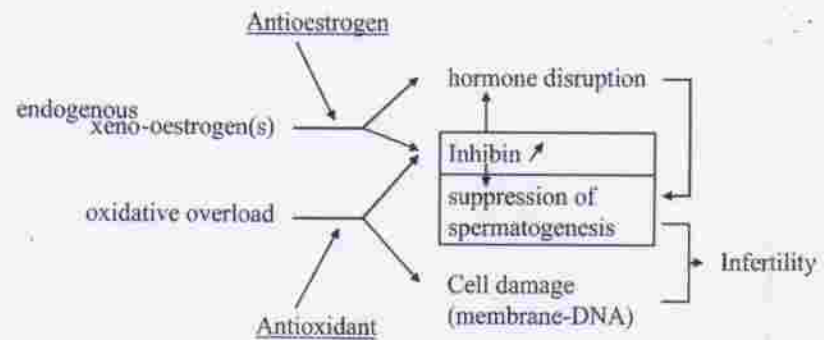 Antioestrogen
hormone disruption
endogenous
xeno-oestrogen(s)
Inhibin
suppression of
spermatogenesis
oxidative overload
Infertility
Cell damage
(membrane-DNA)
Antioxidant